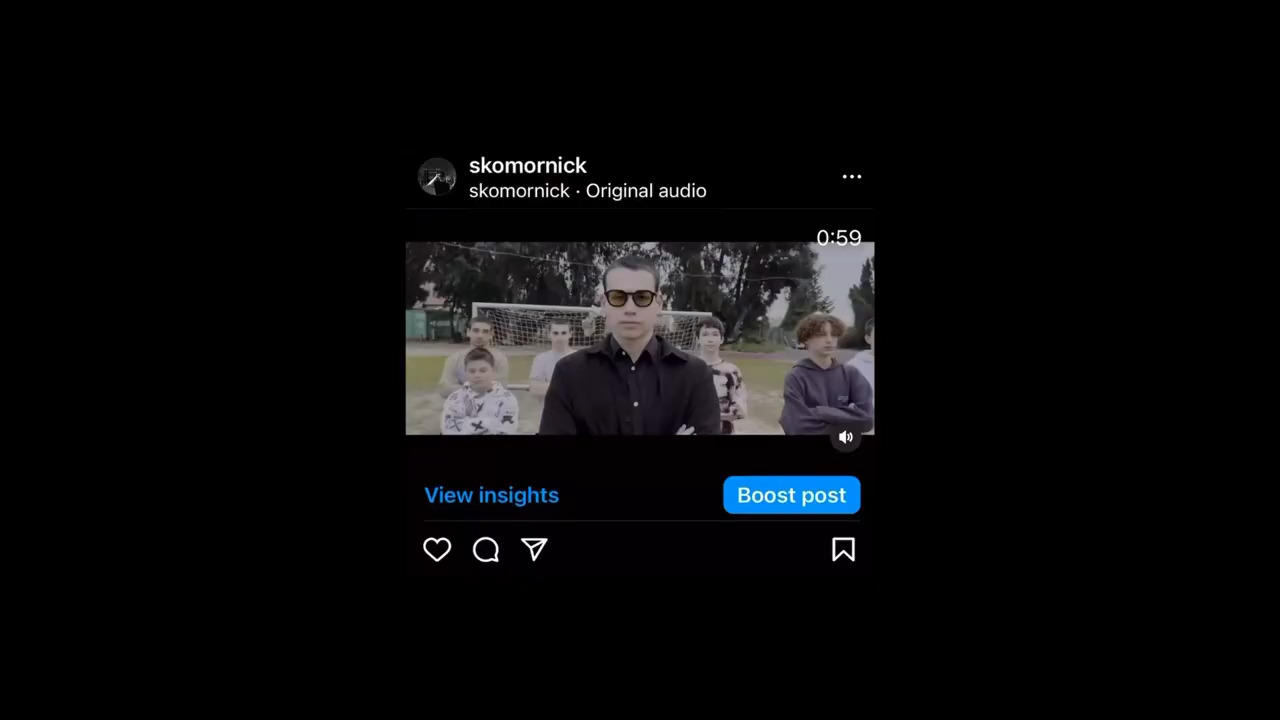 skomornick
skomornick · Original audio
0:59
View insights
Boost post